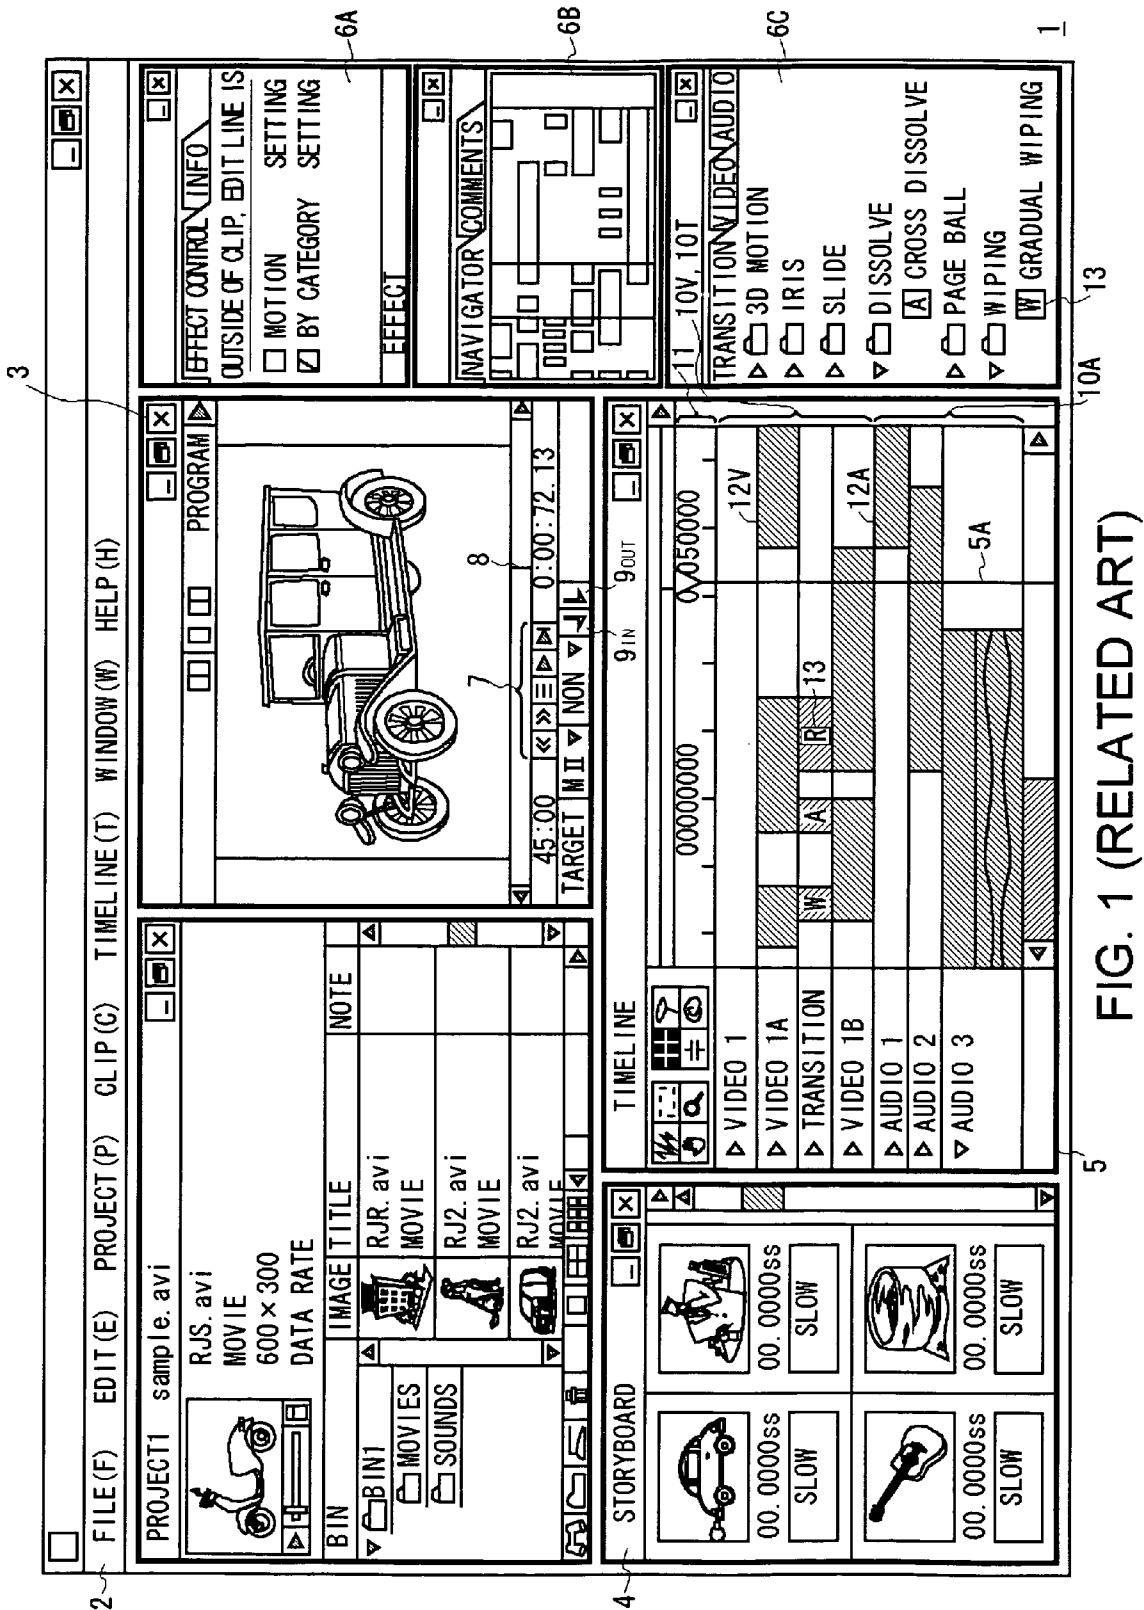 FILE(F) EDIT(E) PROJECT(P) CLIP(C) TIMELINE(T) WINDOW(W) HELP(H)
2
3
PROJECT1 sample.avi
RJS.avi
MOVIE
600×300
DATA RATE
BIN
IMAGE TITLE NOTE
BIN1
MOVIES
SOUNDS
RJR.avi
MOVIE
RJ2.avi
MOVIE
RJ2.avi
MOVIE
PROGRAM
7
8
45:00
0:00:72.13
TARGET M II NON
9IN
9OUT
EFFECT CONTROL INFO
OUTSIDE OF CLIP, EDIT LINE IS
MOTION SETTING
BY CATEGORY SETTING
EFFECT
6A
NAVIGATOR COMMENTS
6B
TRANSITION VIDEO AUDIO
3D MOTION
IRIS
SLIDE
DISSOLVE
A CROSS DISSOLVE
PAGE BALL
WIPING
W GRADUAL WIPING
13
6C
STORYBOARD
4
00.0000ss
SLOW
00.0000ss
SLOW
00.0000ss
SLOW
00.0000ss
SLOW
TIMELINE
00000000
0 050000
11
10V, 10T
VIDEO 1
VIDEO 1A
12V
TRANSITION
W A R 13
VIDEO 1B
12A
AUDIO 1
AUDIO 2
AUDIO 3
5A
10A
5
1
FIG. 1 (RELATED ART)